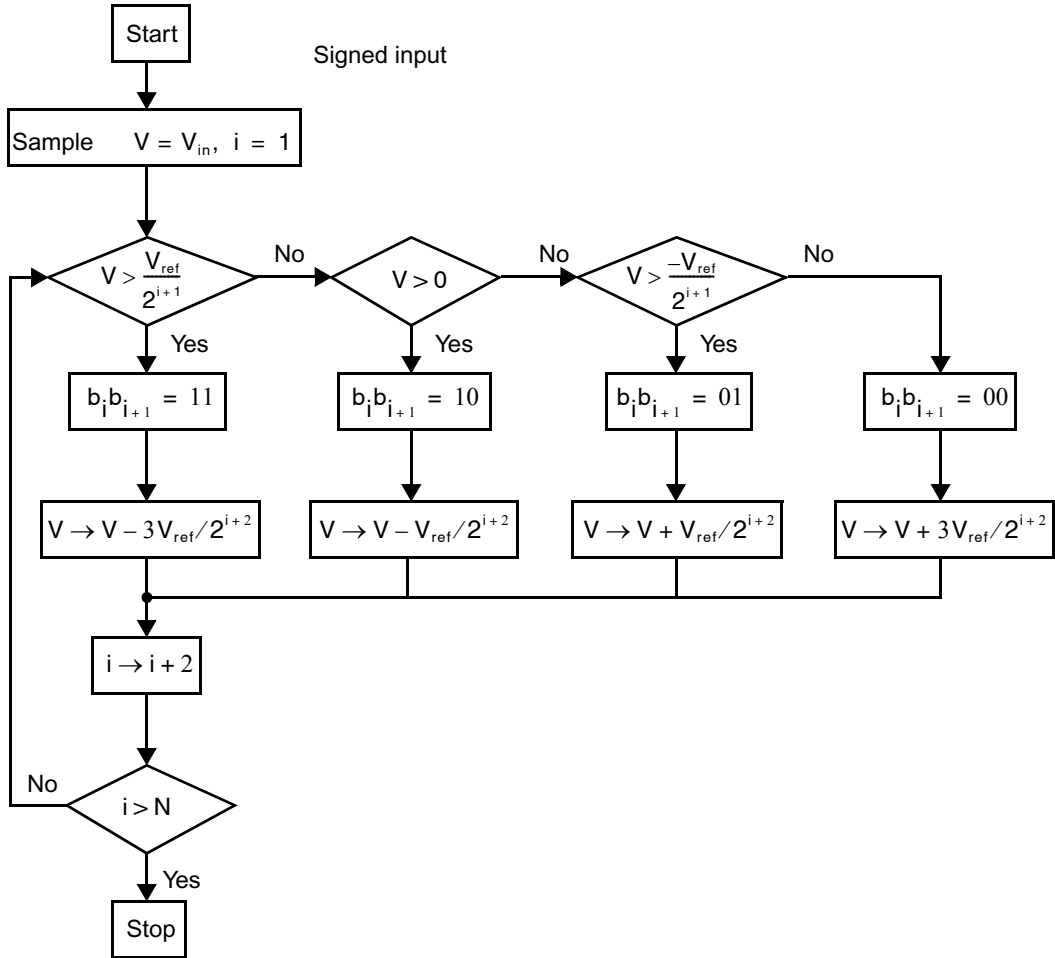 Start
Signed input
Sample V = V_in, i = 1
V > V_ref / 2^{i+1}
No
V > 0
No
V > −V_ref / 2^{i+1}
No
Yes
Yes
Yes
b_i b_{i+1} = 11
b_i b_{i+1} = 10
b_i b_{i+1} = 01
b_i b_{i+1} = 00
V → V − 3V_ref/2^{i+2}
V → V − V_ref/2^{i+2}
V → V + V_ref/2^{i+2}
V → V + 3V_ref/2^{i+2}
i → i + 2
No
i > N
Yes
Stop